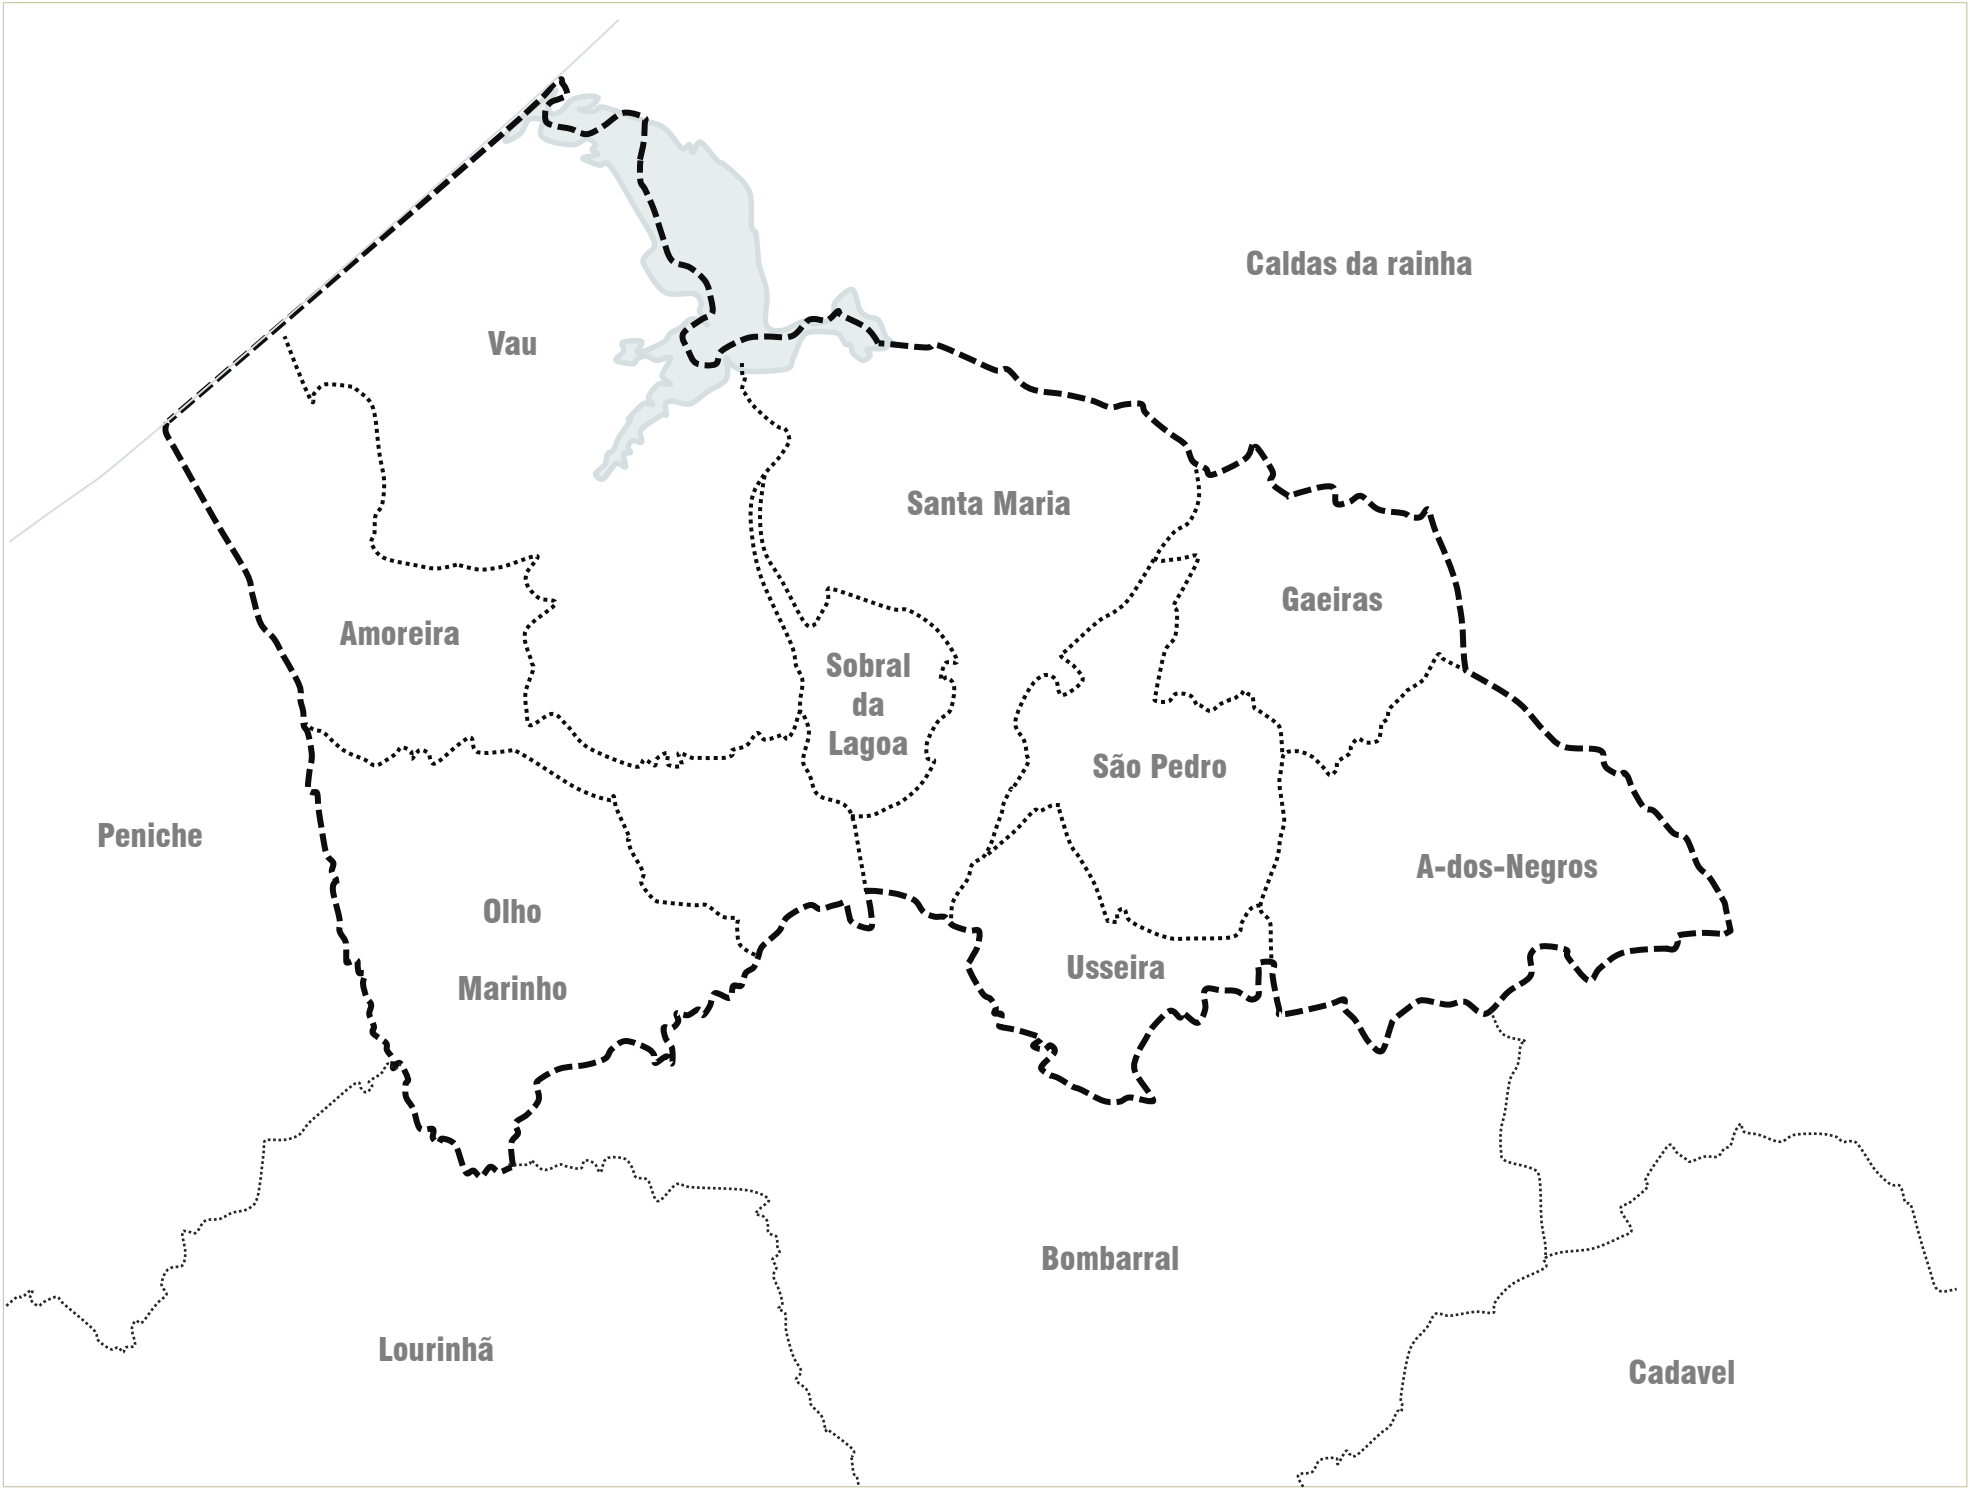 Caldas da rainha
Vau
Santa Maria
Gaeiras
Amoreira
Sobral
da
Lagoa
São Pedro
Peniche
A-dos-Negros
Olho
Marinho
Usseira
Bombarral
Lourinhã
Cadavel